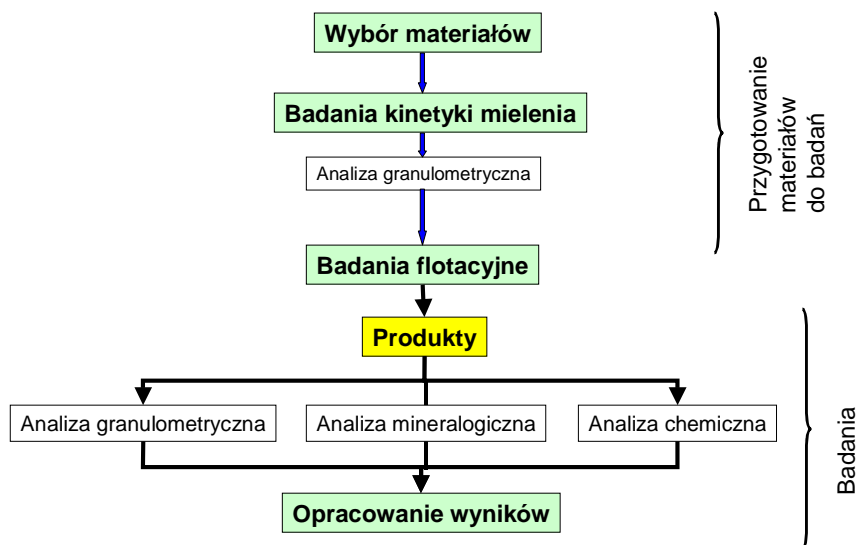 Wybór materiałów
Badania kinetyki mielenia
Analiza granulometryczna
Badania flotacyjne
Przygotowanie
materiałów
do badań
Produkty
Analiza granulometryczna
Analiza mineralogiczna
Analiza chemiczna
Opracowanie wyników
Badania